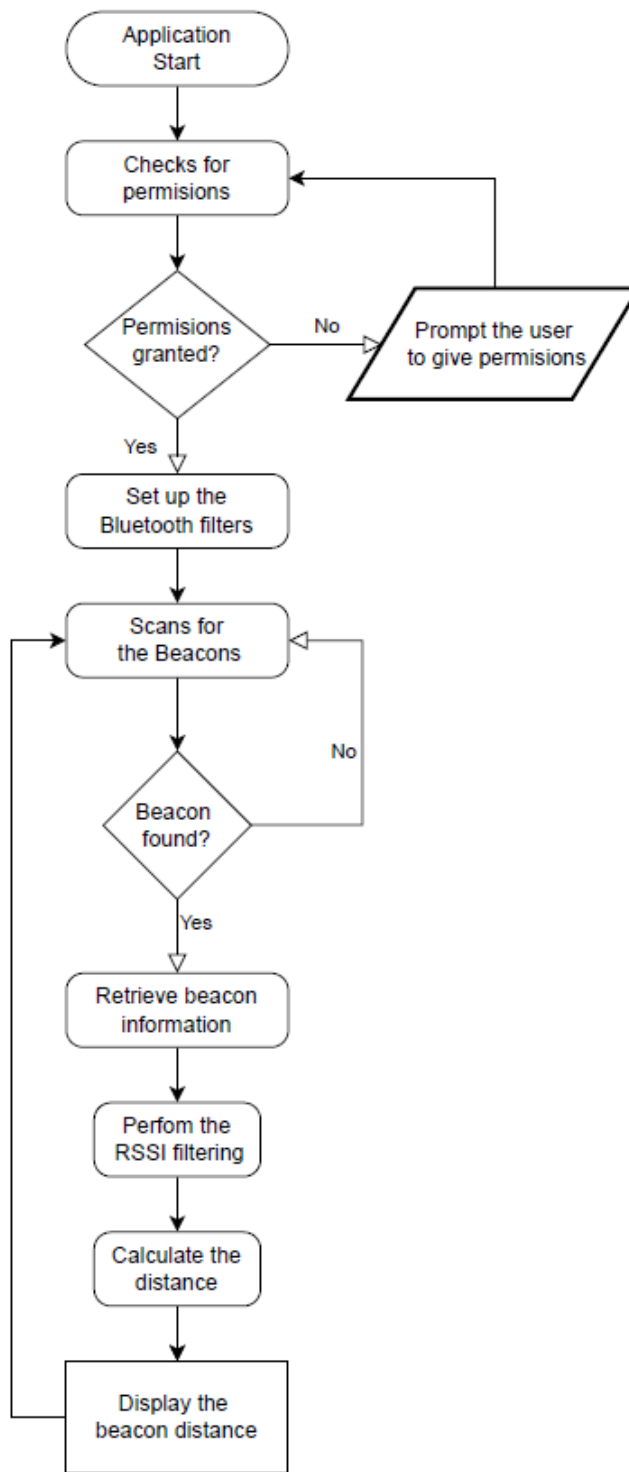 Application
Start
Checks for
permisions
Permisions
granted?
No
Prompt the user
to give permisions
Yes
Set up the
Bluetooth filters
Scans for
the Beacons
No
Beacon
found?
Yes
Retrieve beacon
information
Perfom the
RSSI filtering
Calculate the
distance
Display the
beacon distance